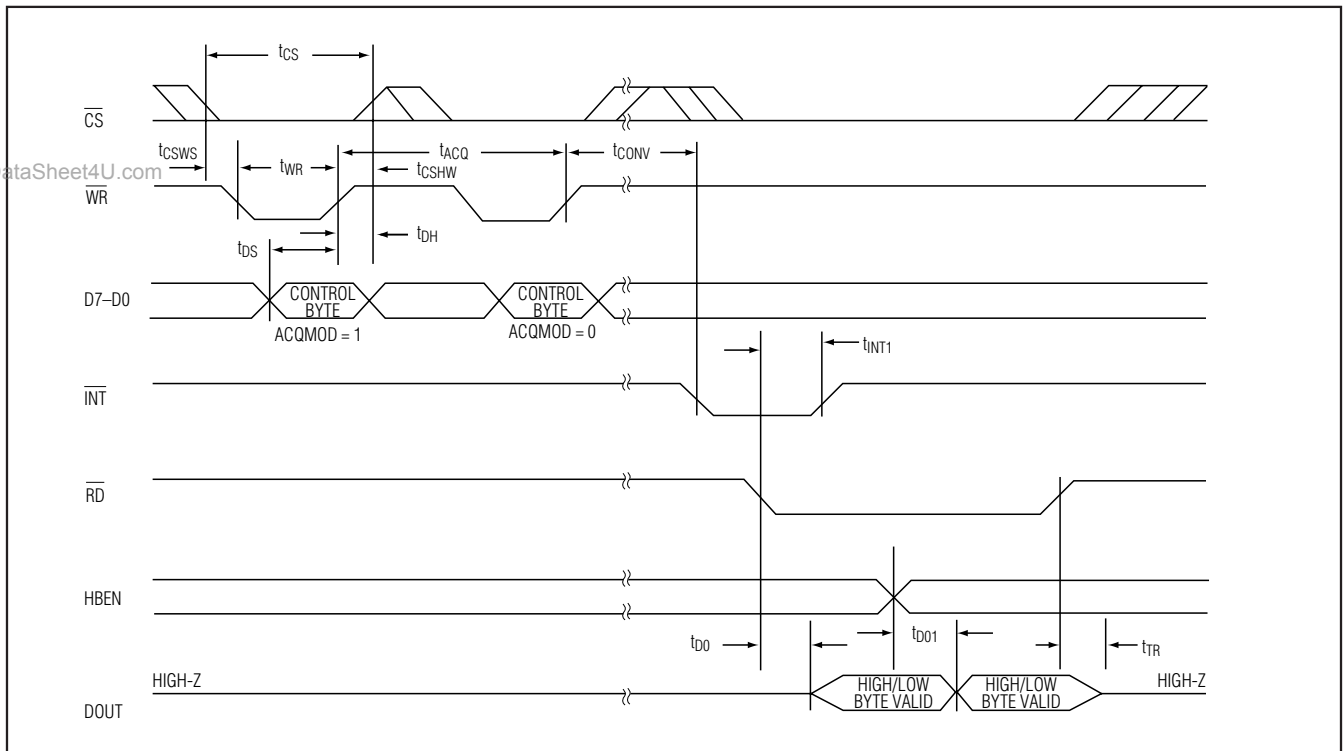 tCS
CS
tCSWS
tWR
tACQ
tCONV
tCSHW
DataSheet4U.com
WR
tDS
tDH
D7–D0
CONTROL
BYTE
CONTROL
BYTE
ACQMOD = 1
ACQMOD = 0
tINT1
INT
RD
HBEN
tD0
tD01
tTR
HIGH-Z
HIGH/LOW
BYTE VALID
HIGH/LOW
BYTE VALID
HIGH-Z
DOUT